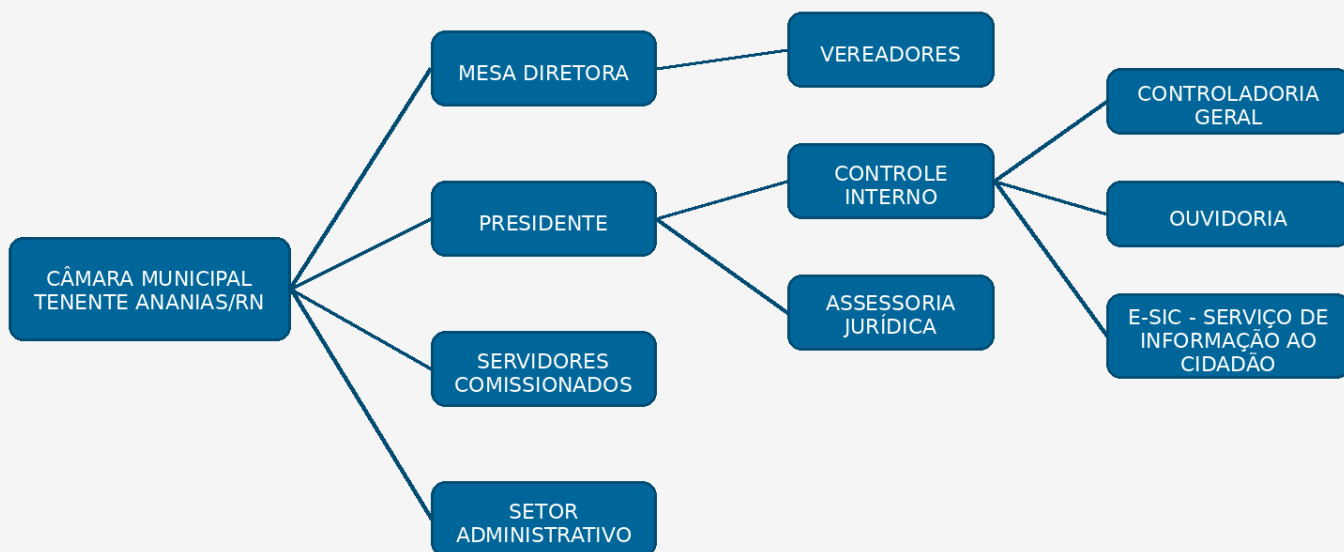 CÂMARA MUNICIPAL
TENENTE ANANIAS/RN
MESA DIRETORA
VEREADORES
PRESIDENTE
CONTROLE
INTERNO
CONTROLADORIA
GERAL
OUVIDORIA
E-SIC - SERVIÇO DE
INFORMAÇÃO AO
CIDADÃO
ASSESSORIA
JURÍDICA
SERVIDORES
COMISSIONADOS
SETOR
ADMINISTRATIVO